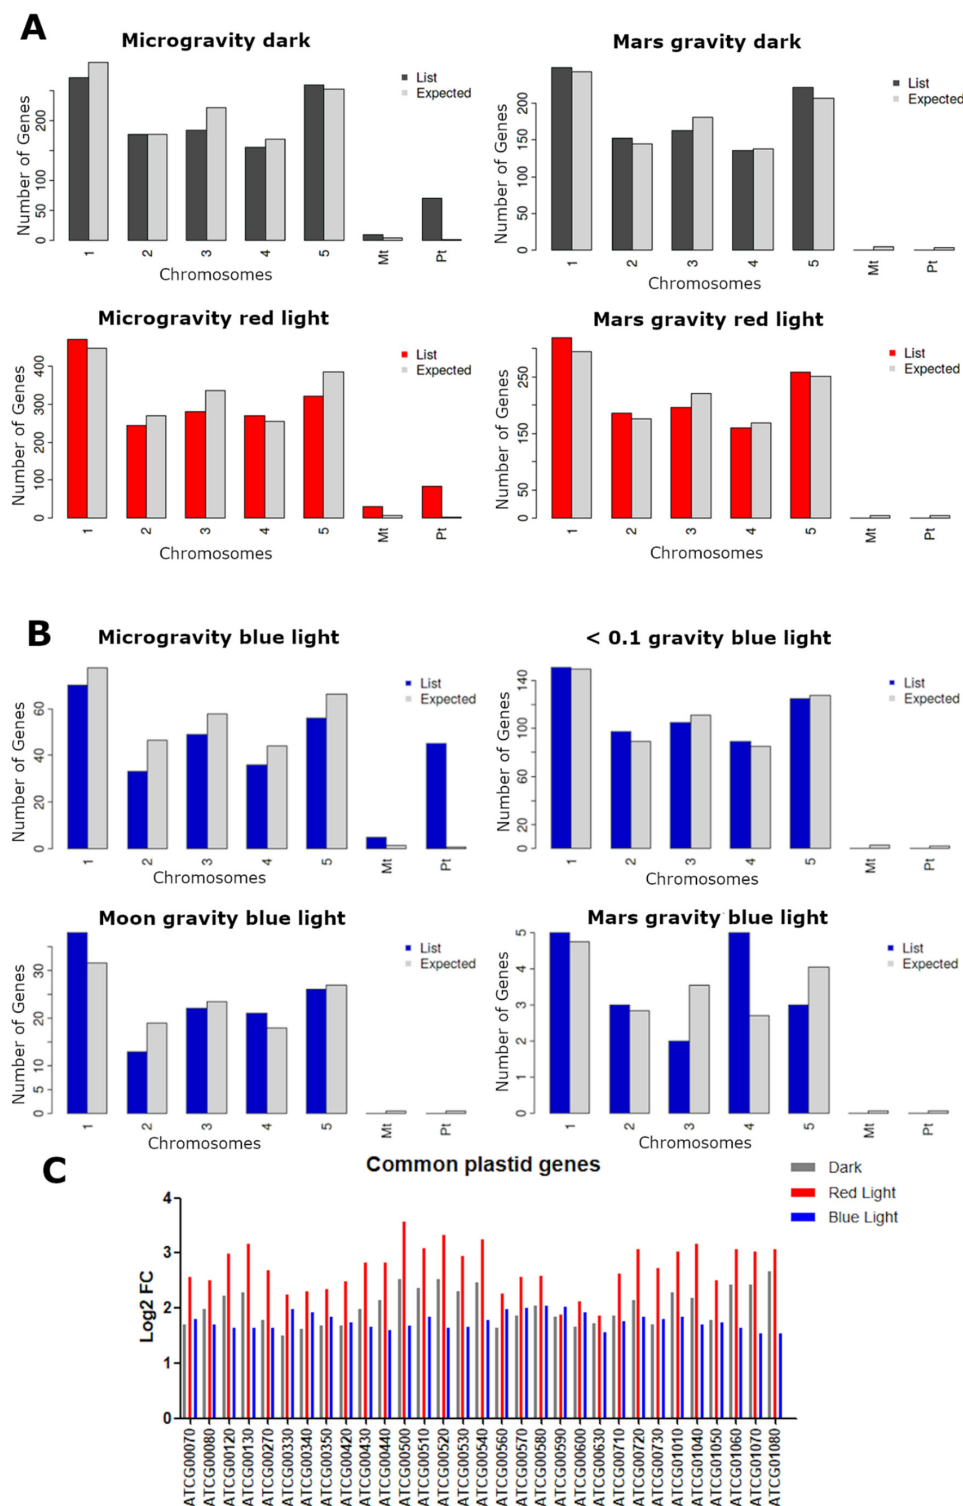 A
Microgravity dark
Number of Genes
0
50
100
200
List
Expected
1
2
3
4
5
Mt
Pt
Chromosomes
Mars gravity dark
Number of Genes
0
50
100
150
200
List
Expected
1
2
3
4
5
Mt
Pt
Chromosomes
Microgravity red light
Number of Genes
0
100
200
300
400
List
Expected
1
2
3
4
5
Mt
Pt
Chromosomes
Mars gravity red light
Number of Genes
0
50
150
250
List
Expected
1
2
3
4
5
Mt
Pt
Chromosomes
B
Microgravity blue light
Number of Genes
0
20
40
60
List
Expected
1
2
3
4
5
Mt
Pt
Chromosomes
< 0.1 gravity blue light
Number of Genes
0
20
60
100
140
List
Expected
1
2
3
4
5
Mt
Pt
Chromosomes
Moon gravity blue light
Number of Genes
0
5
10
20
30
List
Expected
1
2
3
4
5
Mt
Pt
Chromosomes
Mars gravity blue light
Number of Genes
0
1
2
3
4
5
List
Expected
1
2
3
4
5
Mt
Pt
Chromosomes
C
Common plastid genes
Dark
Red Light
Blue Light
Log2 FC
4
3
2
1
0
ATCG00070
ATCG00080
ATCG00120
ATCG00130
ATCG00270
ATCG00330
ATCG00340
ATCG00350
ATCG00420
ATCG00430
ATCG00440
ATCG00500
ATCG00510
ATCG00520
ATCG00530
ATCG00540
ATCG00560
ATCG00570
ATCG00580
ATCG00590
ATCG00600
ATCG00630
ATCG00710
ATCG00720
ATCG00730
ATCG01010
ATCG01040
ATCG01050
ATCG01060
ATCG01070
ATCG01080